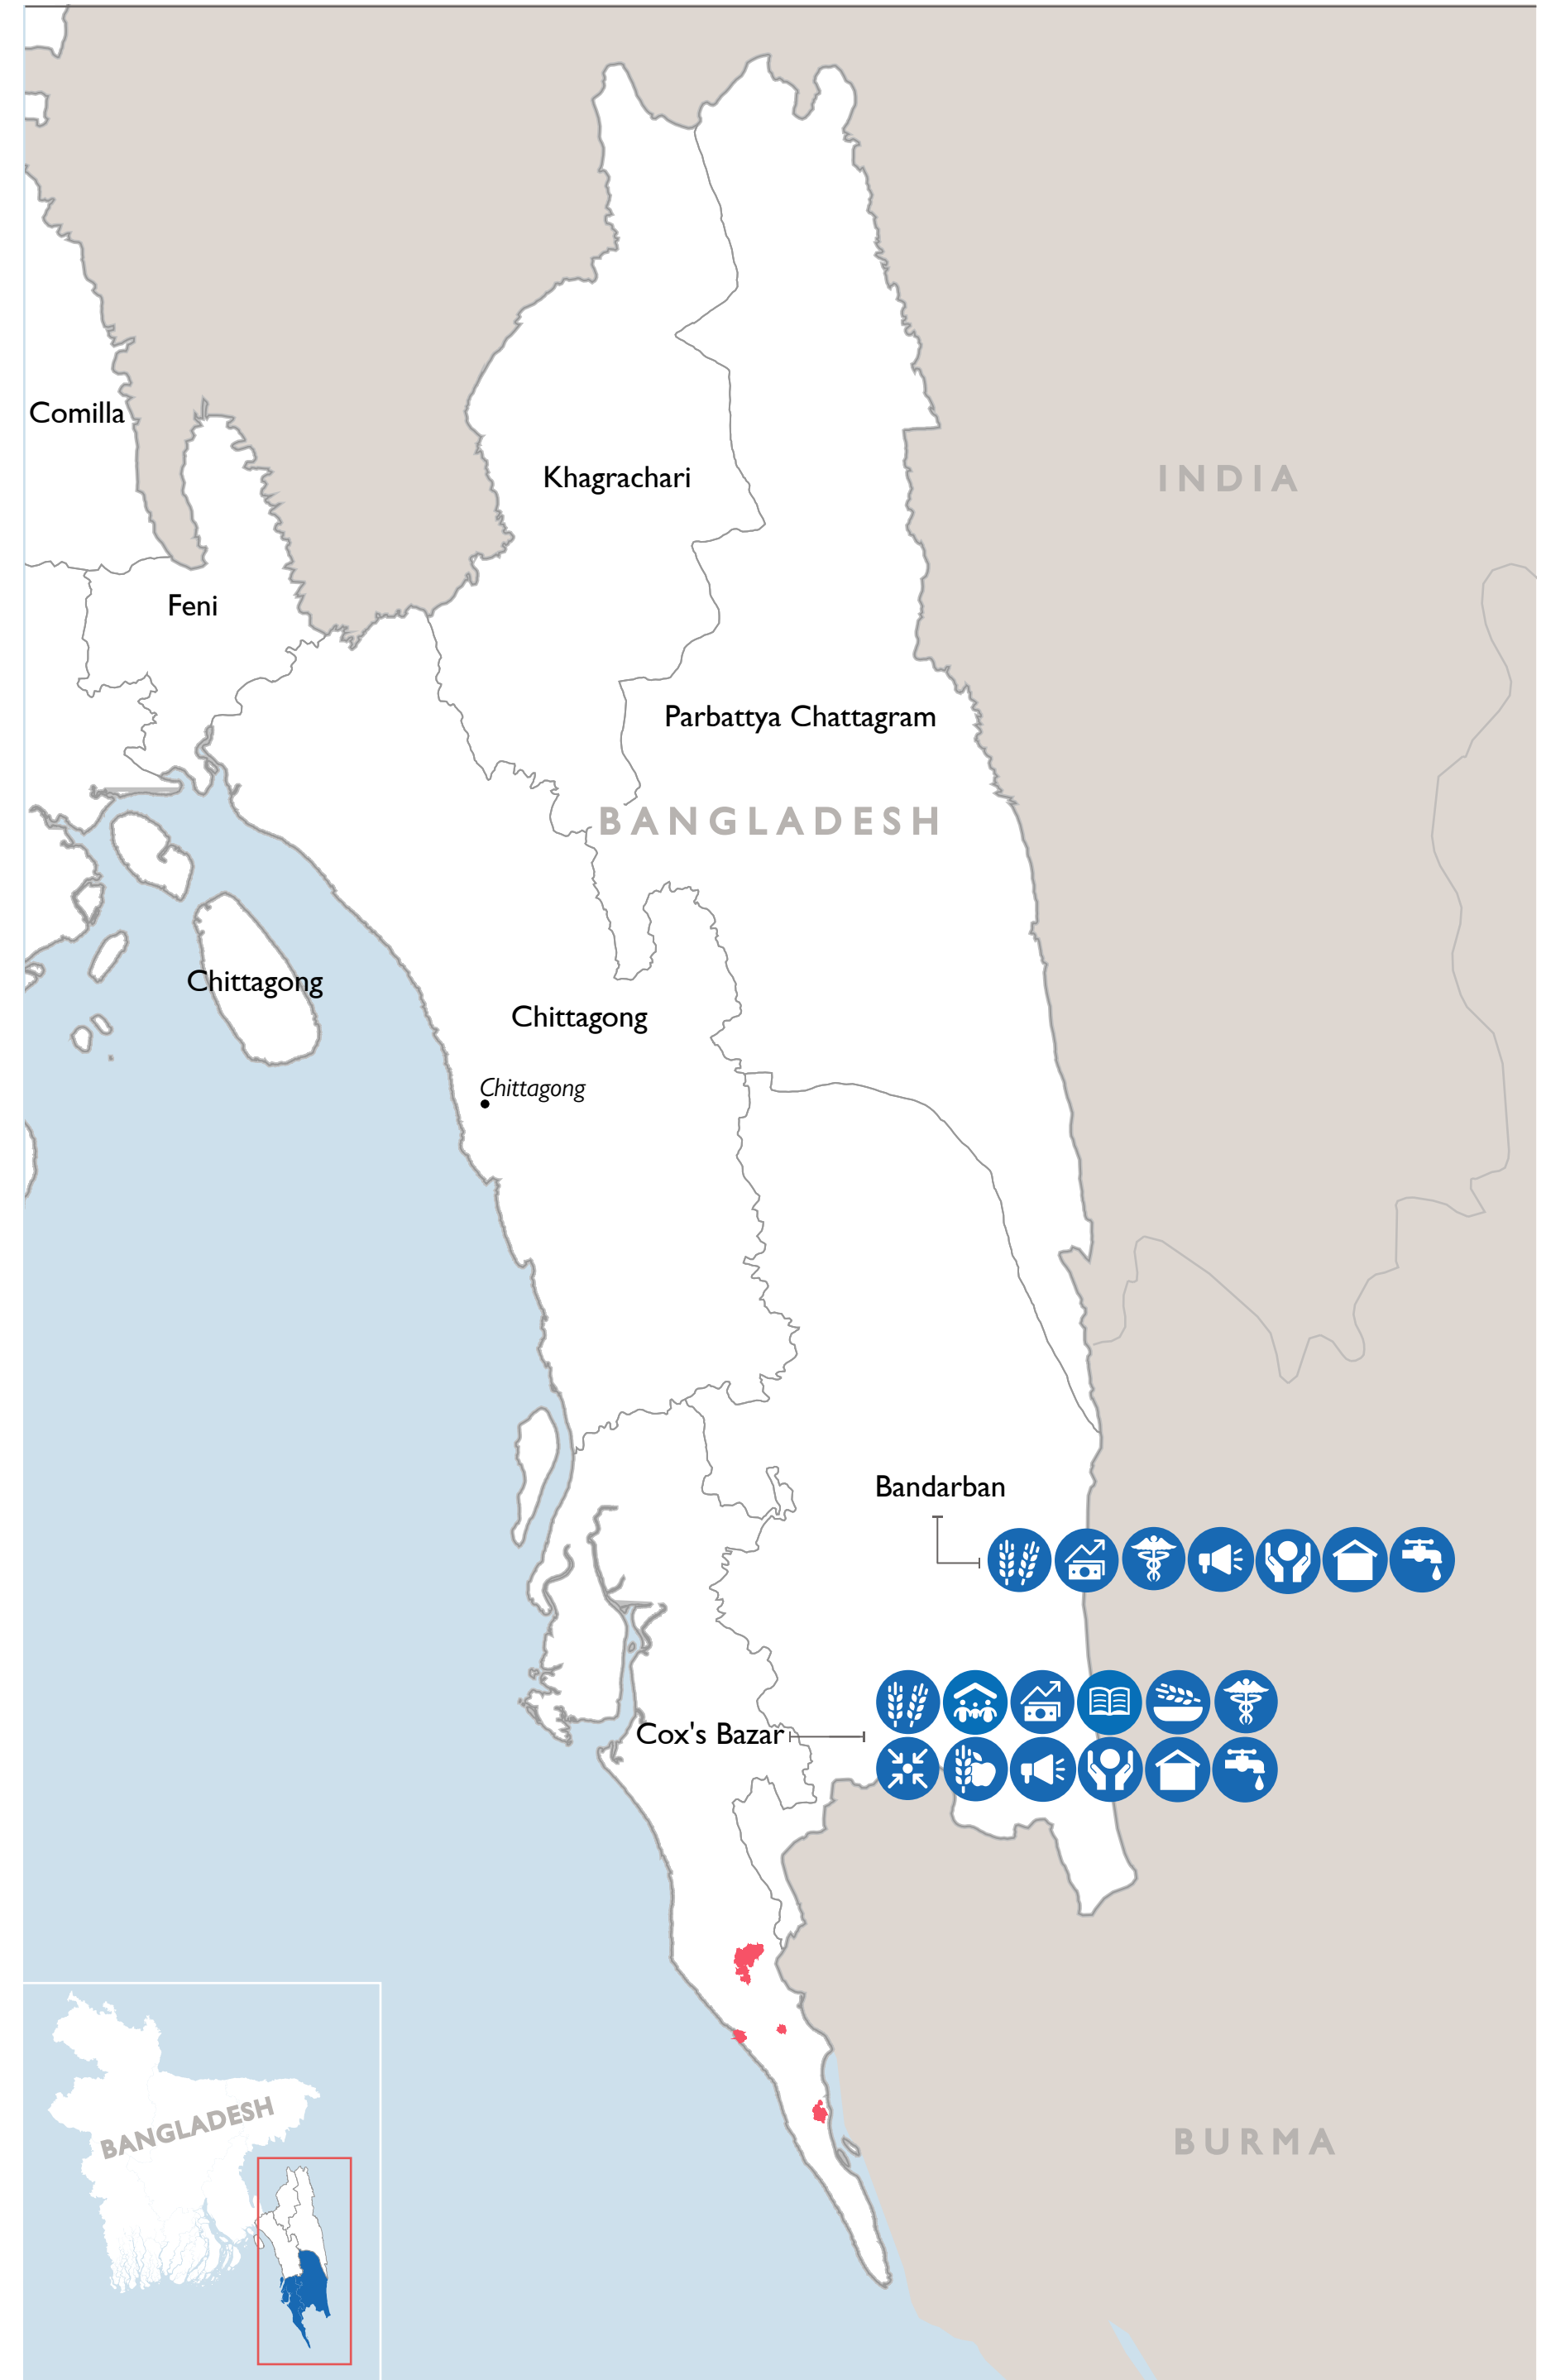 Comilla
Khagrachari
INDIA
Feni
Parbattya Chattagram
BANGLADESH
Chittagong
Chittagong
Chittagong
Bandarban
Cox's Bazar
BANGLADESH
BURMA